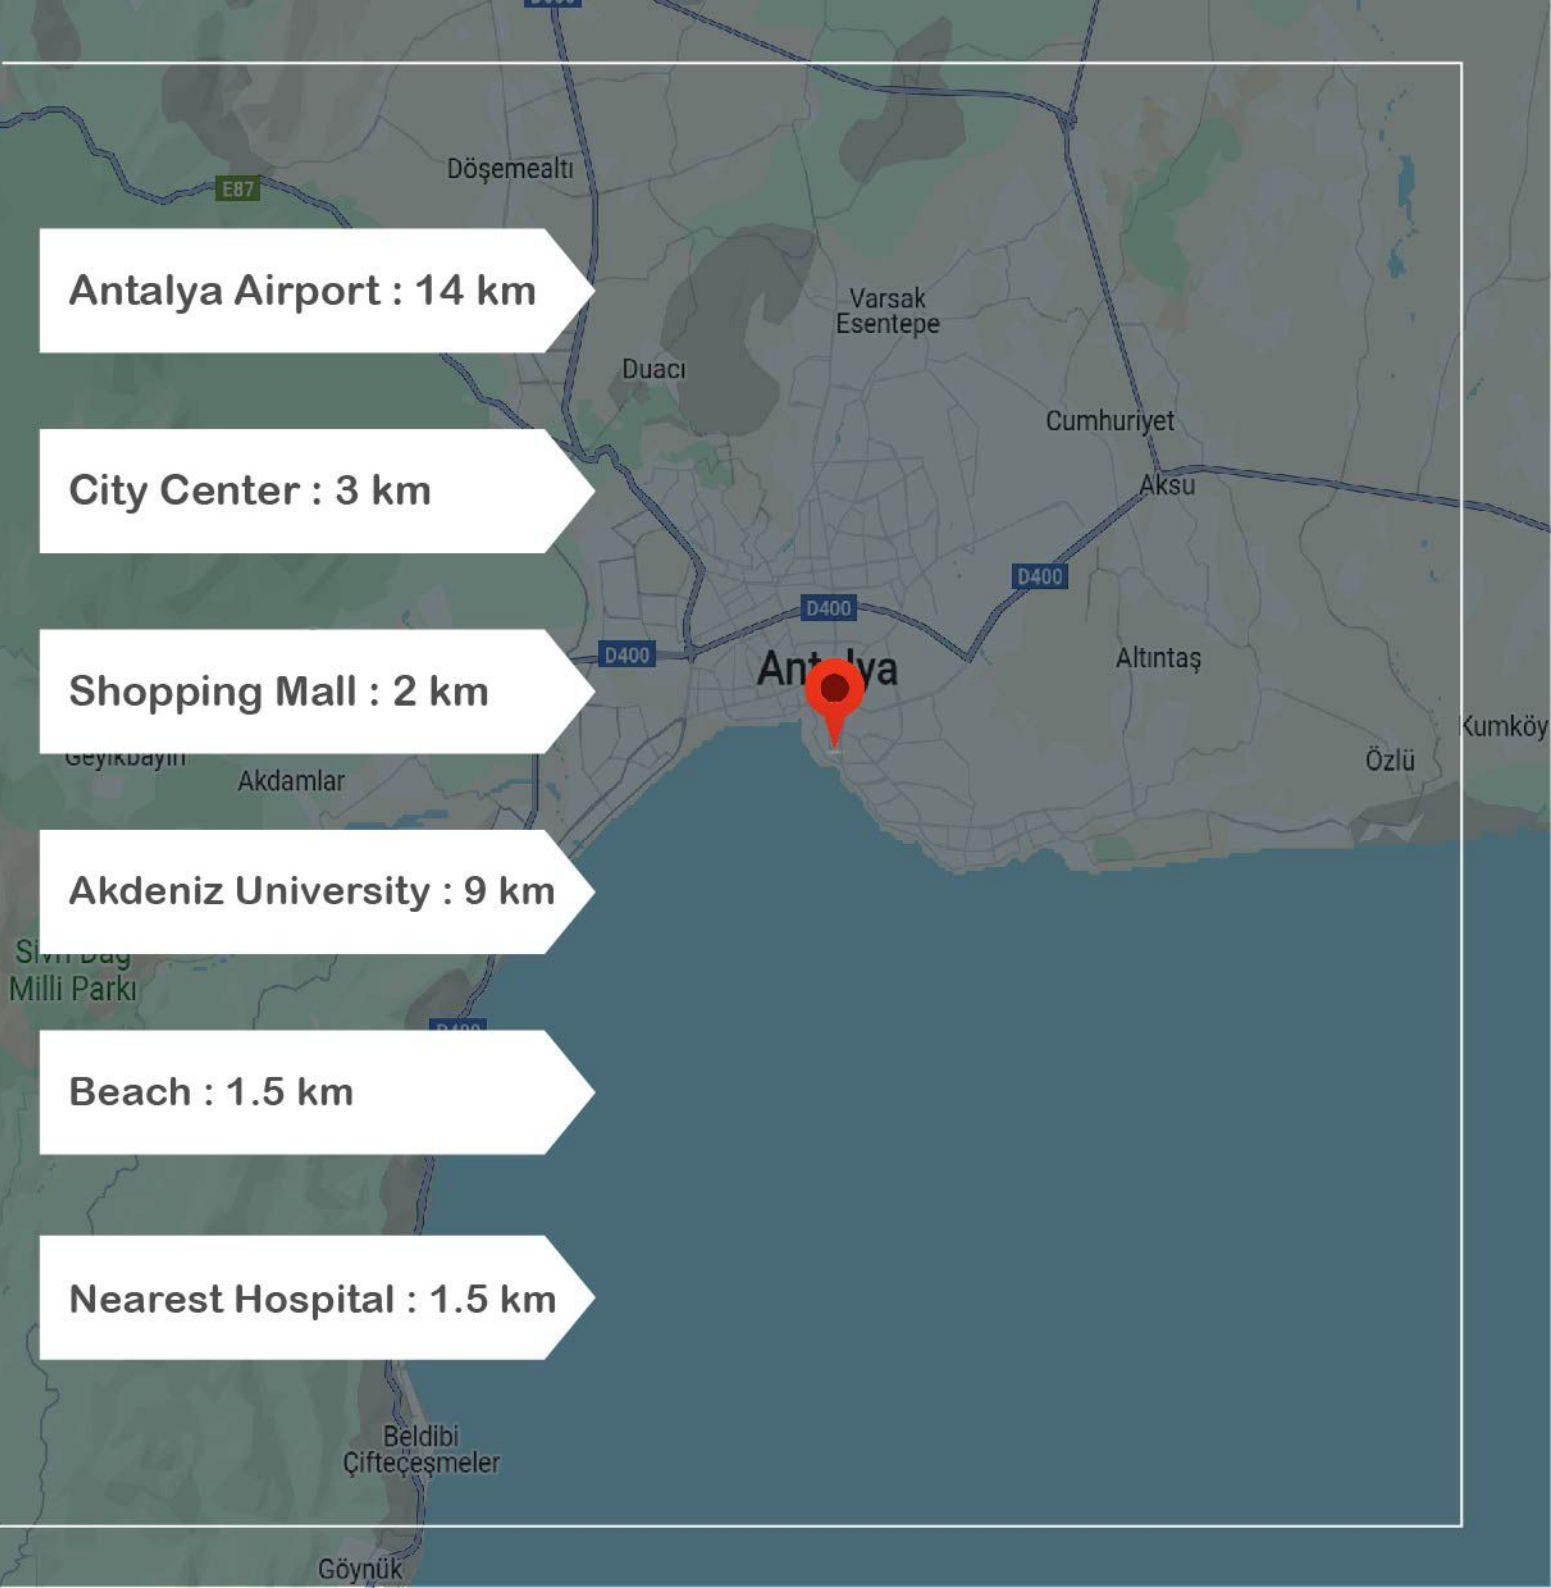 Döşemealtı
E87
Antalya Airport : 14 km
Varsak
Esentepe
Duacı
Cumhuriyet
City Center : 3 km
Aksu
D400
D400
D400
Altıntaş
Shopping Mall : 2 km
Kumköy
Özlü
Akdamlar
Akdeniz University : 9 km
Milli Parkı
Beach : 1.5 km
Nearest Hospital : 1.5 km
Beldibi
Çifteçeşmeler
Göynük